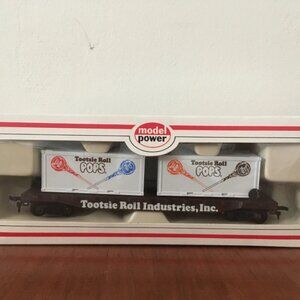 model
power
Tootsie Roll
POPS
Tootsie Roll
POPS
Tootsie Roll Industries, Inc.